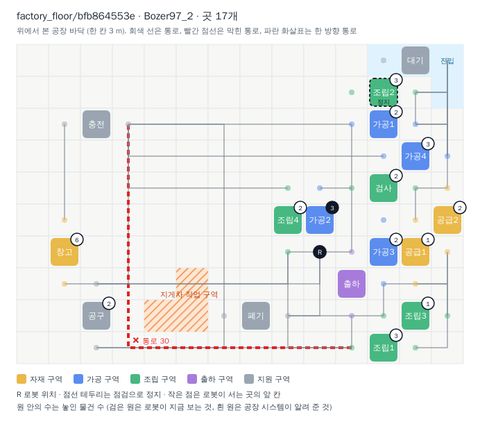 factory_floor/bfb864553e · Bozer97_2 · 곳 17개
위에서 본 공장 바닥 (한 칸 3 m). 회색 선은 통로, 빨간 점선은 막힌 통로, 빨간 화살표는 한 방향 통로
대기
진입
3
조립2
정지
2
충전
가공1
3
가공4
2
검사
2
3
2
조립4
가공2
공급2
6
R
2
1
창고
가공3
공급1
출하
지게차 작업 구역
2
1
공구
폐기
조립3
✕ 통로 30
3
조립1
자재 구역
가공 구역
조립 구역
출하 구역
지원 구역
R 로봇 위치 · 점선 테두리는 점검으로 정지 · 작은 점은 로봇이 서는 곳의 앞 칸
원 안의 수는 놓인 물건 수 (검은 원은 로봇이 지금 보는 것, 흰 원은 공장 시스템이 알려 준 것)